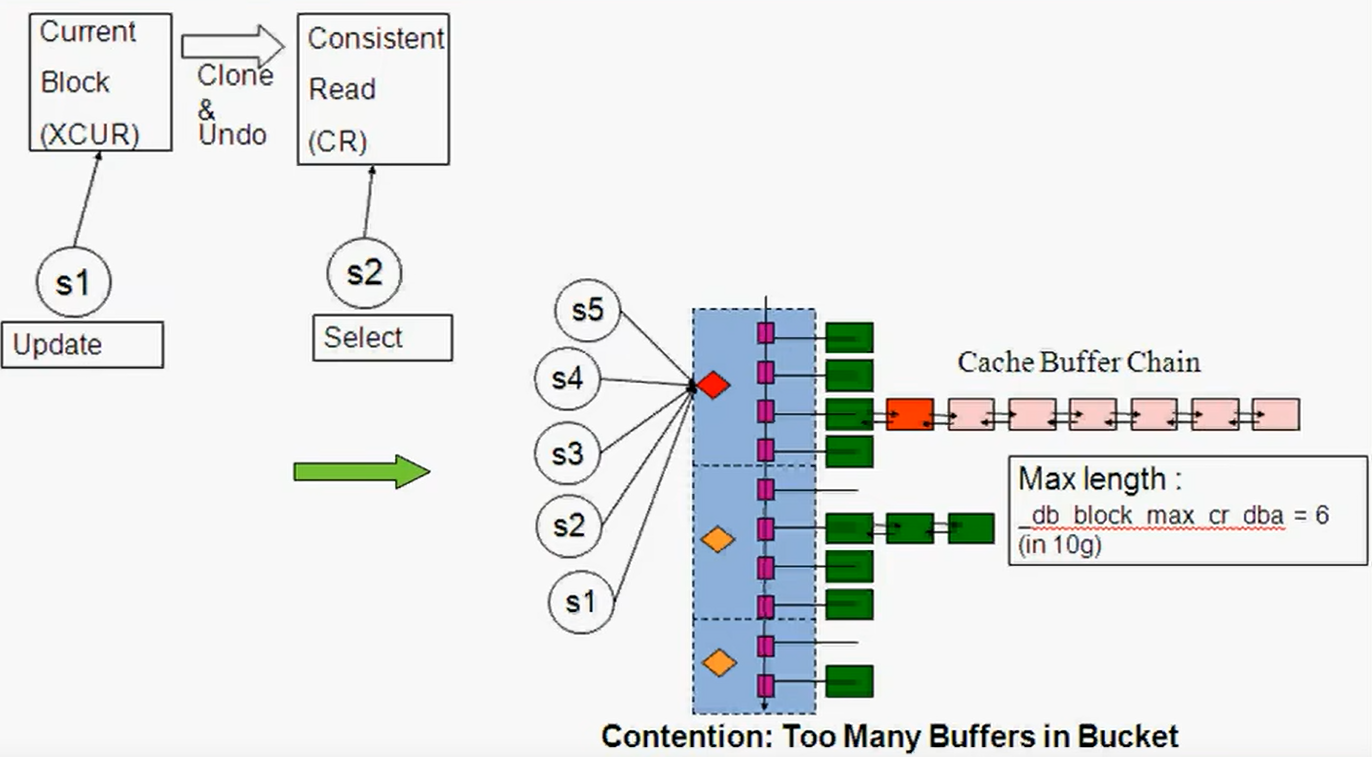 Current
Block
(XCUR)
Clone
&
Undo
Consistent
Read
(CR)
s1
Update
s2
Select
s5
s4
s3
s2
s1
Cache Buffer Chain
Max length :
_db_block_max_cr_dba = 6
(in 10g)
Contention: Too Many Buffers in Bucket